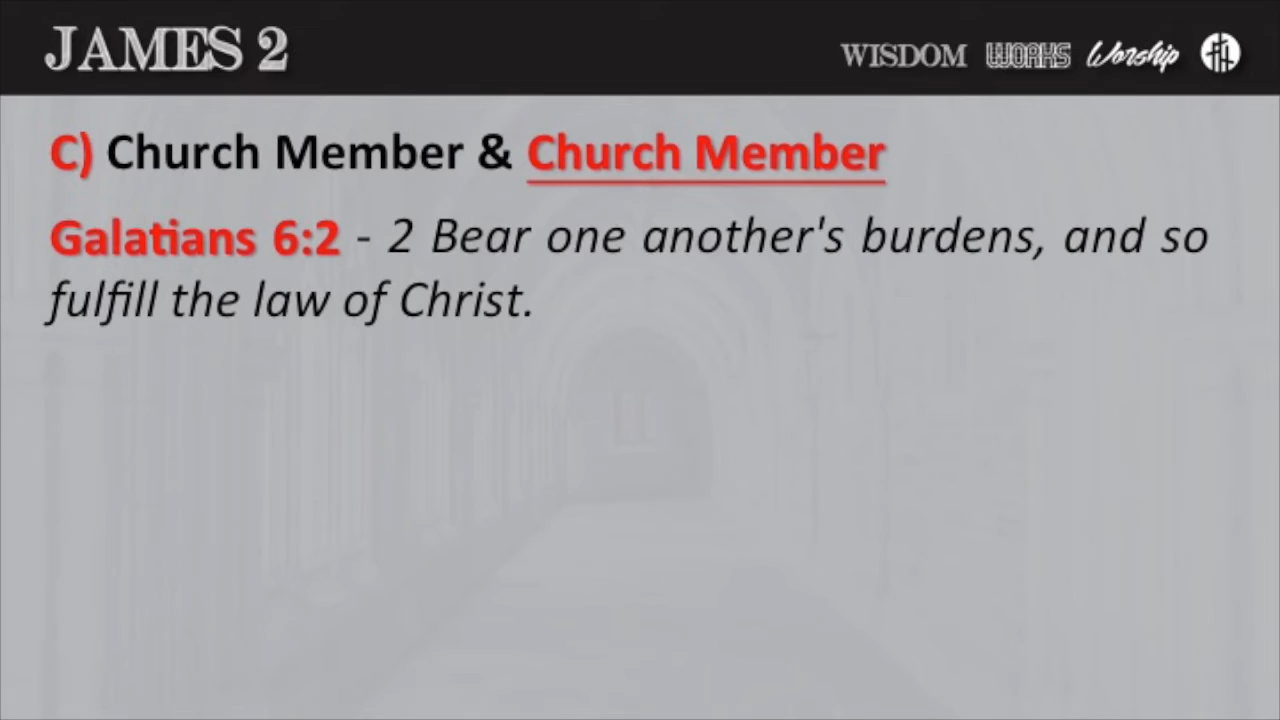 JAMES 2
WISDOM WORKS Worship
C) Church Member & Church Member
Galatians 6:2 - 2 Bear one another's burdens, and so
fulfill the law of Christ.